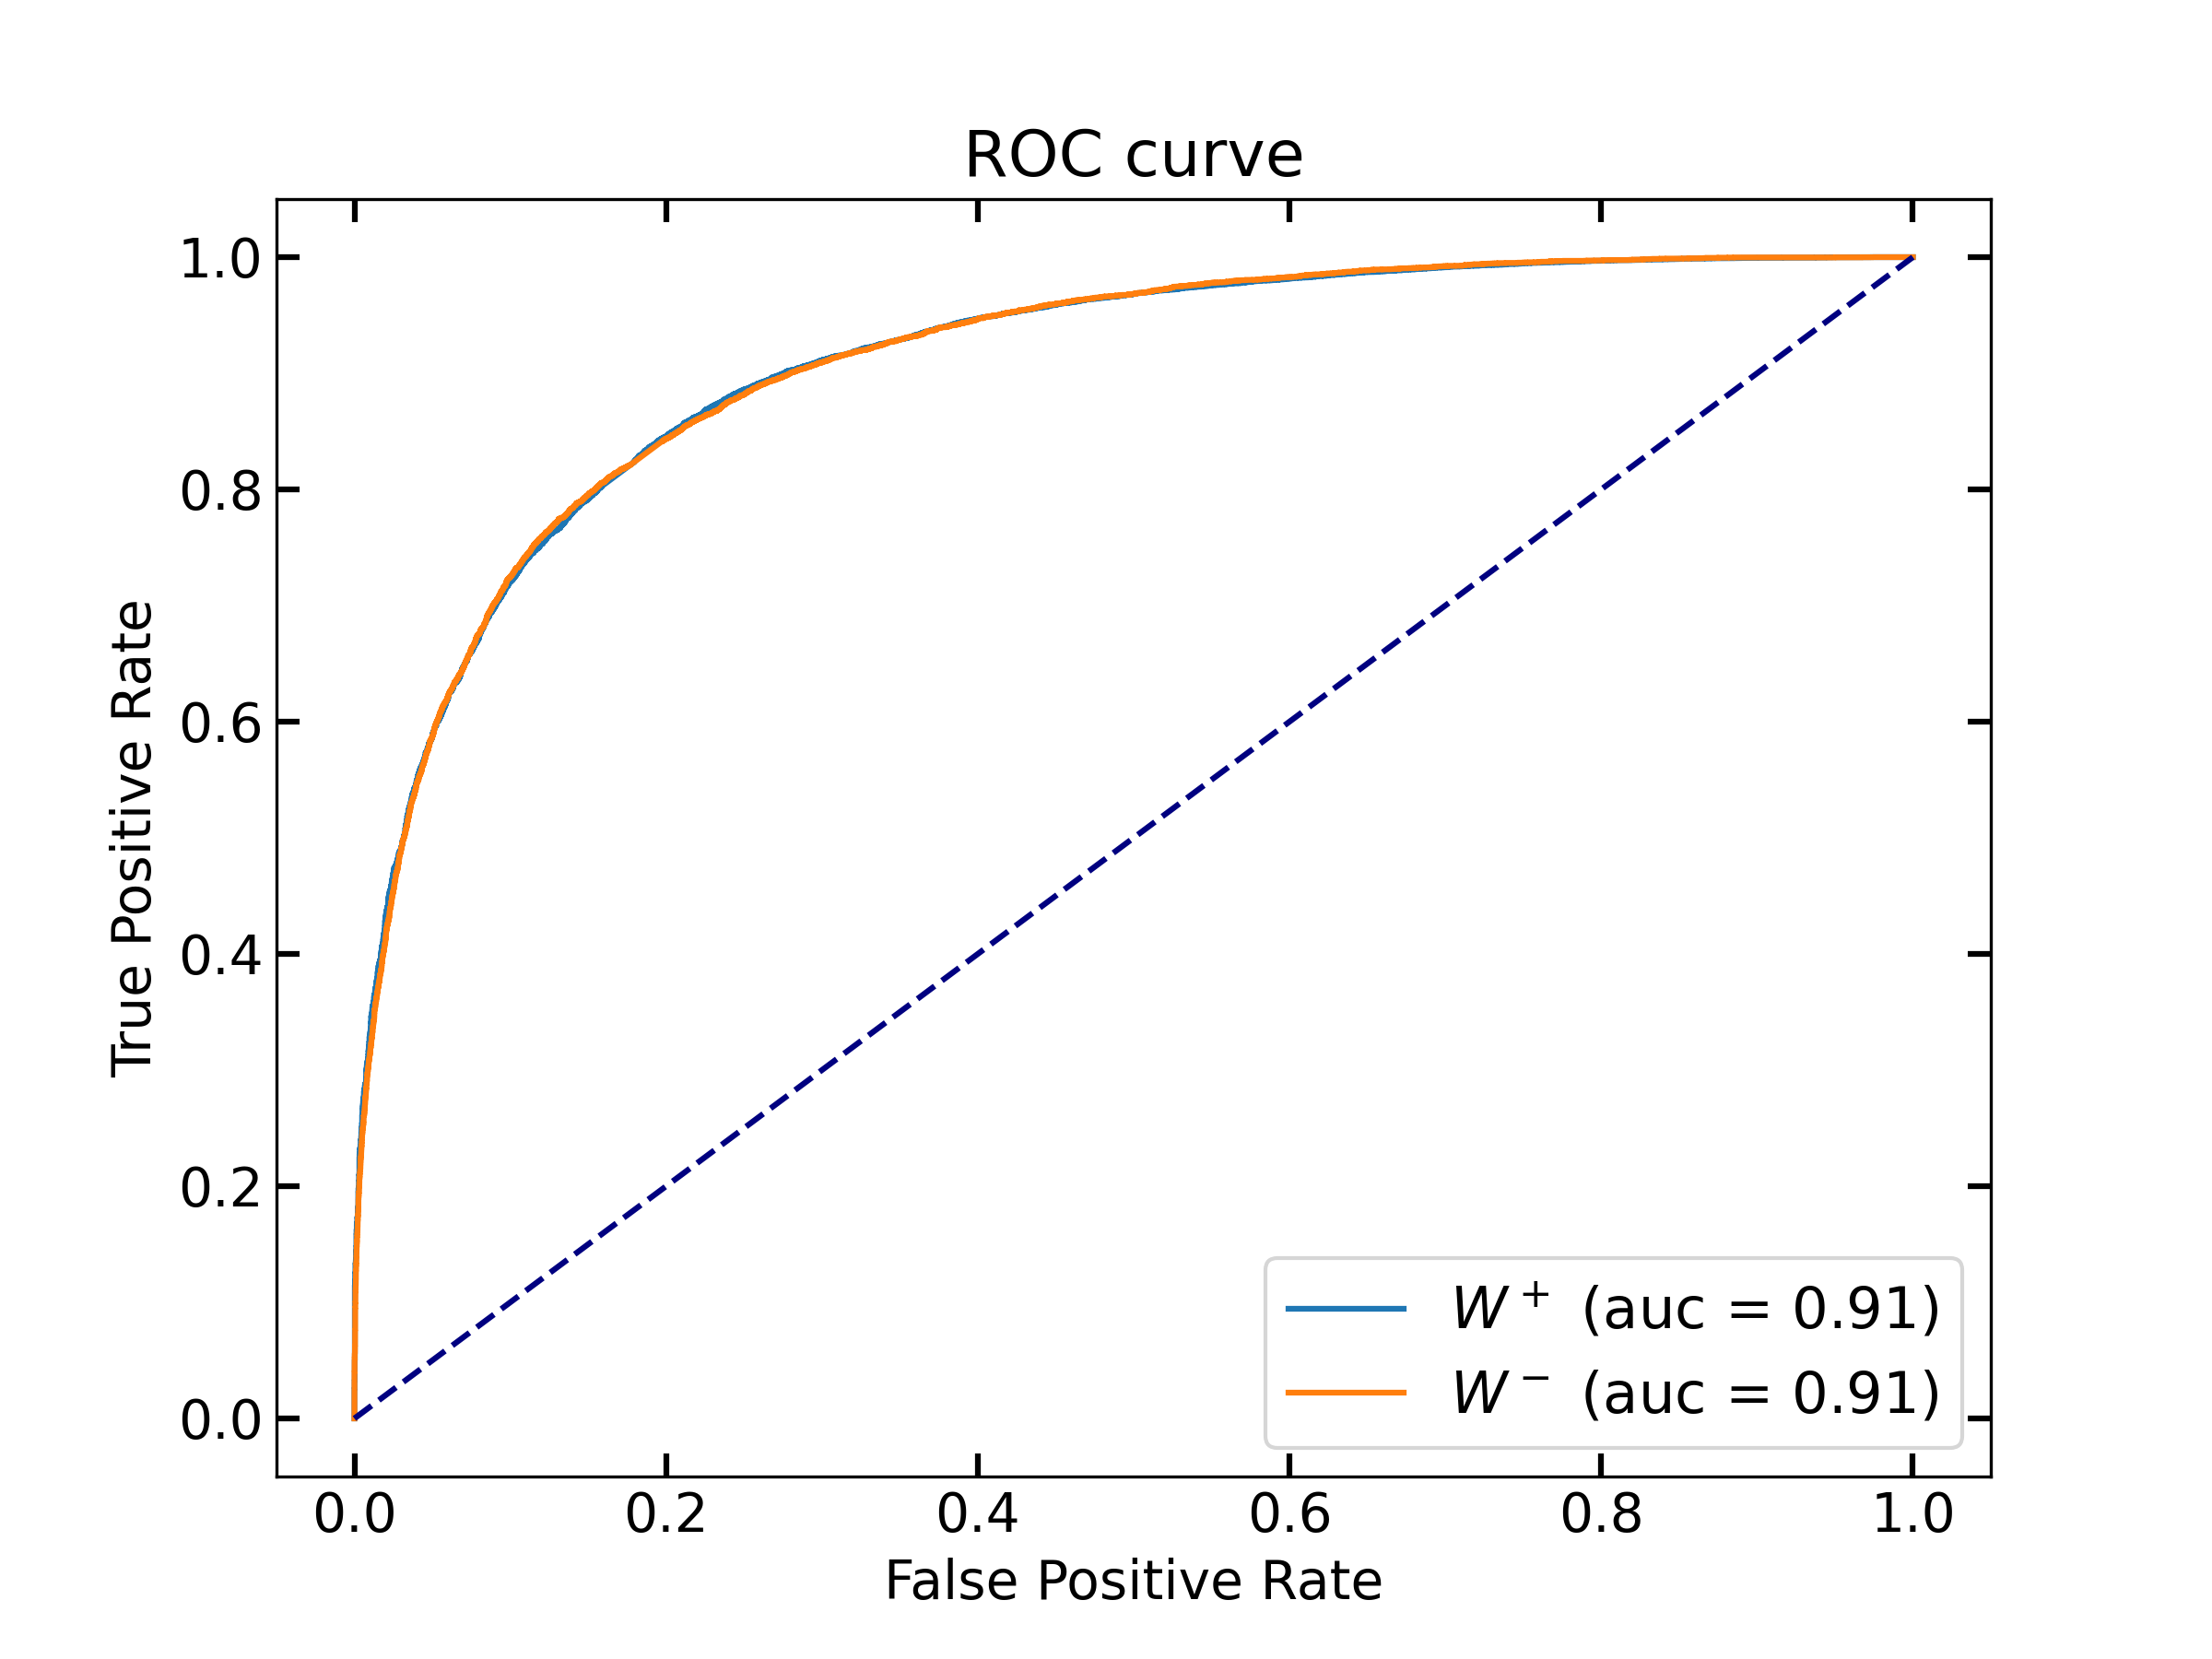 ROC curve
True Positive Rate
1.0
0.8
0.6
0.4
0.2
0.0
W⁺ (auc = 0.91)
W⁻ (auc = 0.91)
0.0 0.2 0.4 0.6 0.8 1.0
False Positive Rate